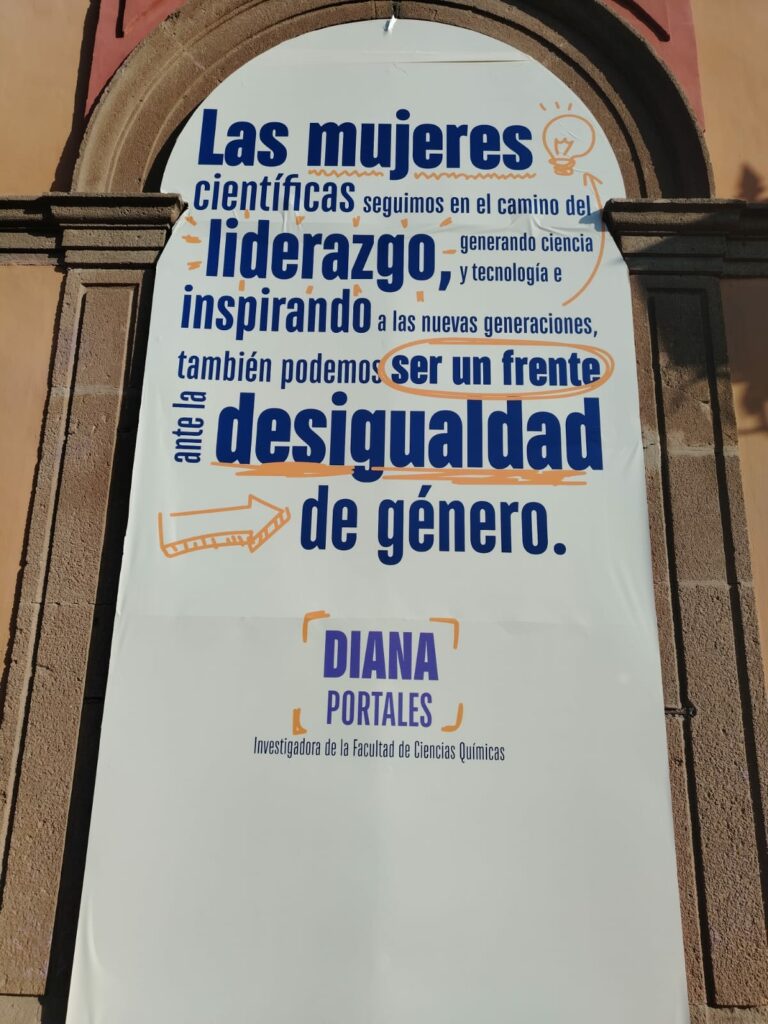 Las mujeres
científicas seguimos en el camino del
liderazgo, generando ciencia
y tecnología e
inspirando a las nuevas generaciones,
también podemos ser un frente
ante la desigualdad
de género.
DIANA
PORTALES
Investigadora de la Facultad de Ciencias Químicas